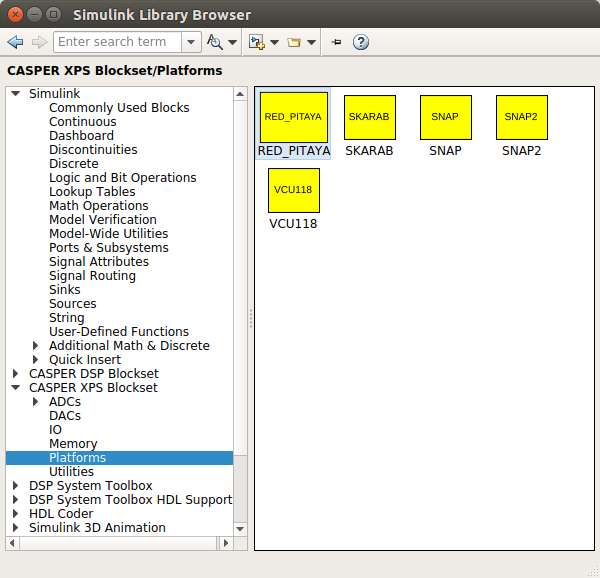 Simulink Library Browser
Enter search term
CASPER XPS Blockset/Platforms
Simulink
Commonly Used Blocks
Continuous
Dashboard
Discontinuities
Discrete
Logic and Bit Operations
Lookup Tables
Math Operations
Model Verification
Model-Wide Utilities
Ports & Subsystems
Signal Attributes
Signal Routing
Sinks
Sources
String
User-Defined Functions
Additional Math & Discrete
Quick Insert
CASPER DSP Blockset
CASPER XPS Blockset
ADCs
DACs
IO
Memory
Platforms
Utilities
DSP System Toolbox
DSP System Toolbox HDL Support
HDL Coder
Simulink 3D Animation
RED_PITAYA SKARAB SNAP SNAP2
RED_PITAYA SKARAB SNAP SNAP2
VCU118
VCU118